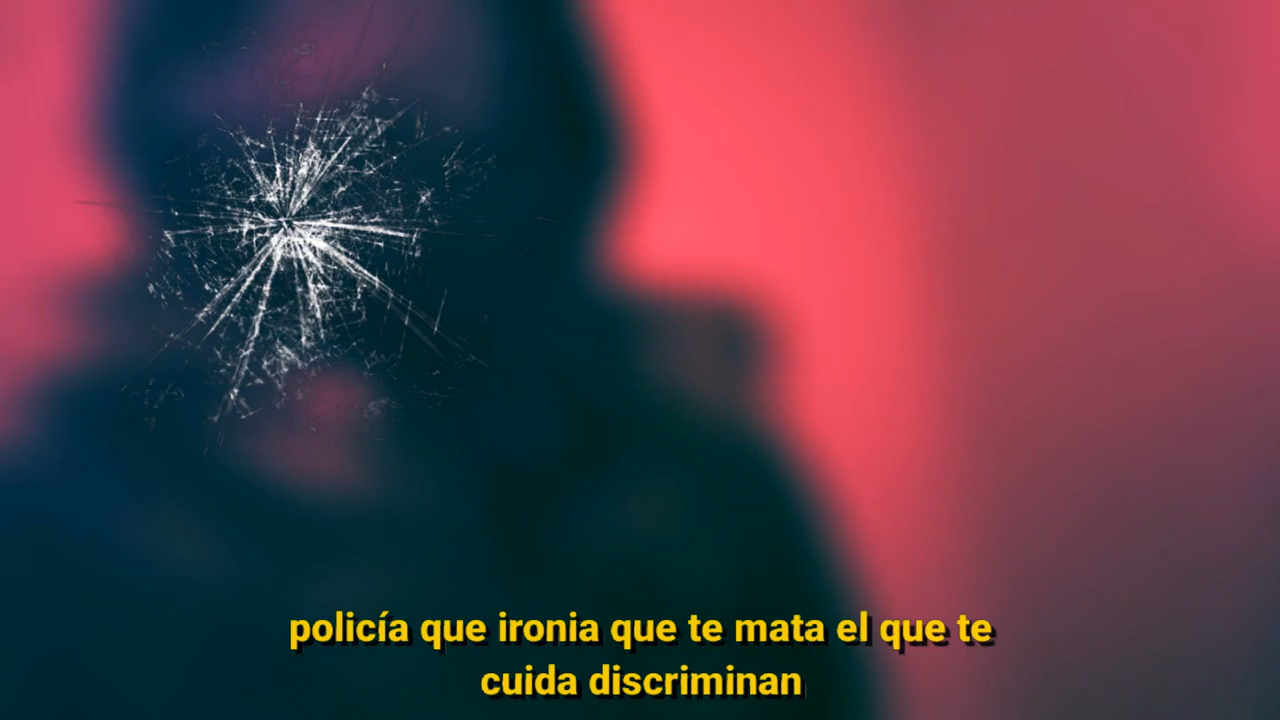 policía que ironia que te mata el que te
cuida discriminan